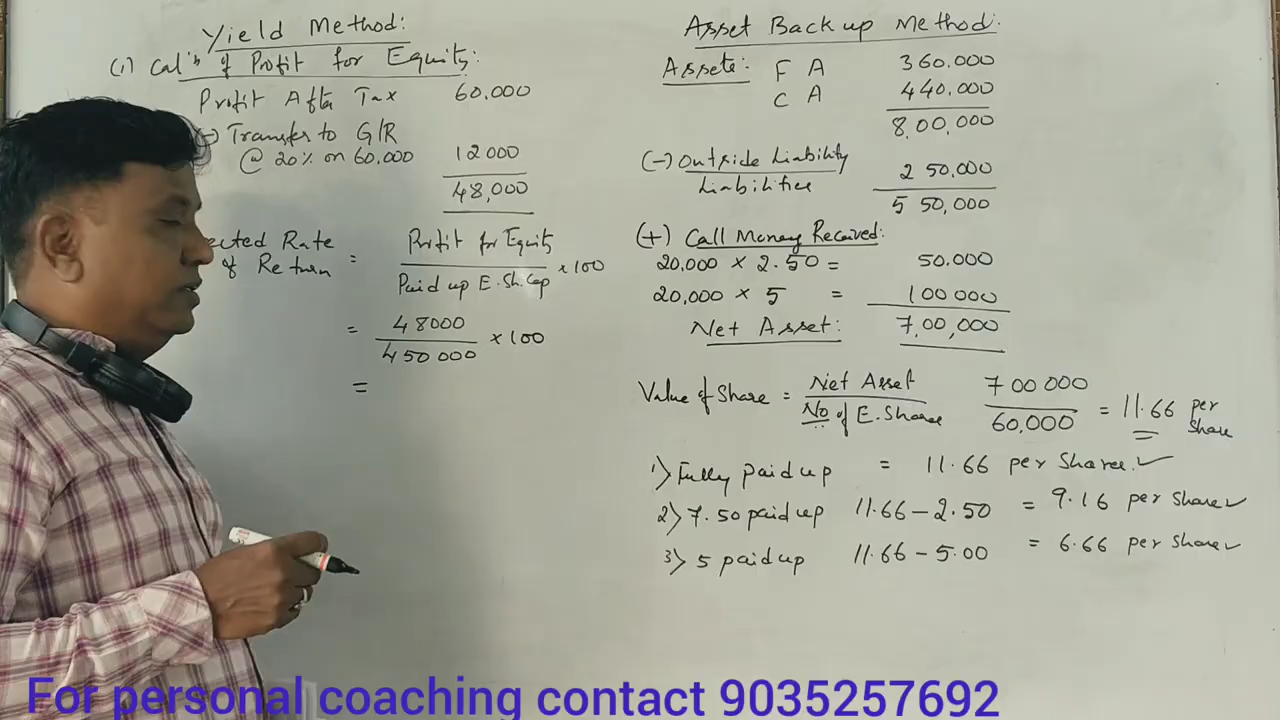 Yield Method:
(1) Cal'n of Profit for Equity:
Profit After Tax 60,000
(-) Transfer to G/R
@ 20% on 60,000 12000
48,000
ected Rate of Return = Profit for Equity / Paid up E. Sh. Cap × 100
= 48000 / 450 000 × 100
=
Asset Backup Method:
Assets: F A 360.000
C A 440.000
8,00,000
(-) Outside Liability
Liabilities 2 50,000
5 50,000
(+) Call Money Received:
20,000 × 2.50 = 50.000
20,000 × 5 = 100 000
Net Asset: 7,00,000
Value of Share = Net Asset / No of E. Share 700 000 / 60,000 = 11.66 per share
1) Fully paid up = 11.66 per Sharee.
2) 7.50 paid up 11.66 - 2.50 = 9.16 per Share
3) 5 paid up 11.66 - 5.00 = 6.66 per Share
For personal coaching contact 9035257692